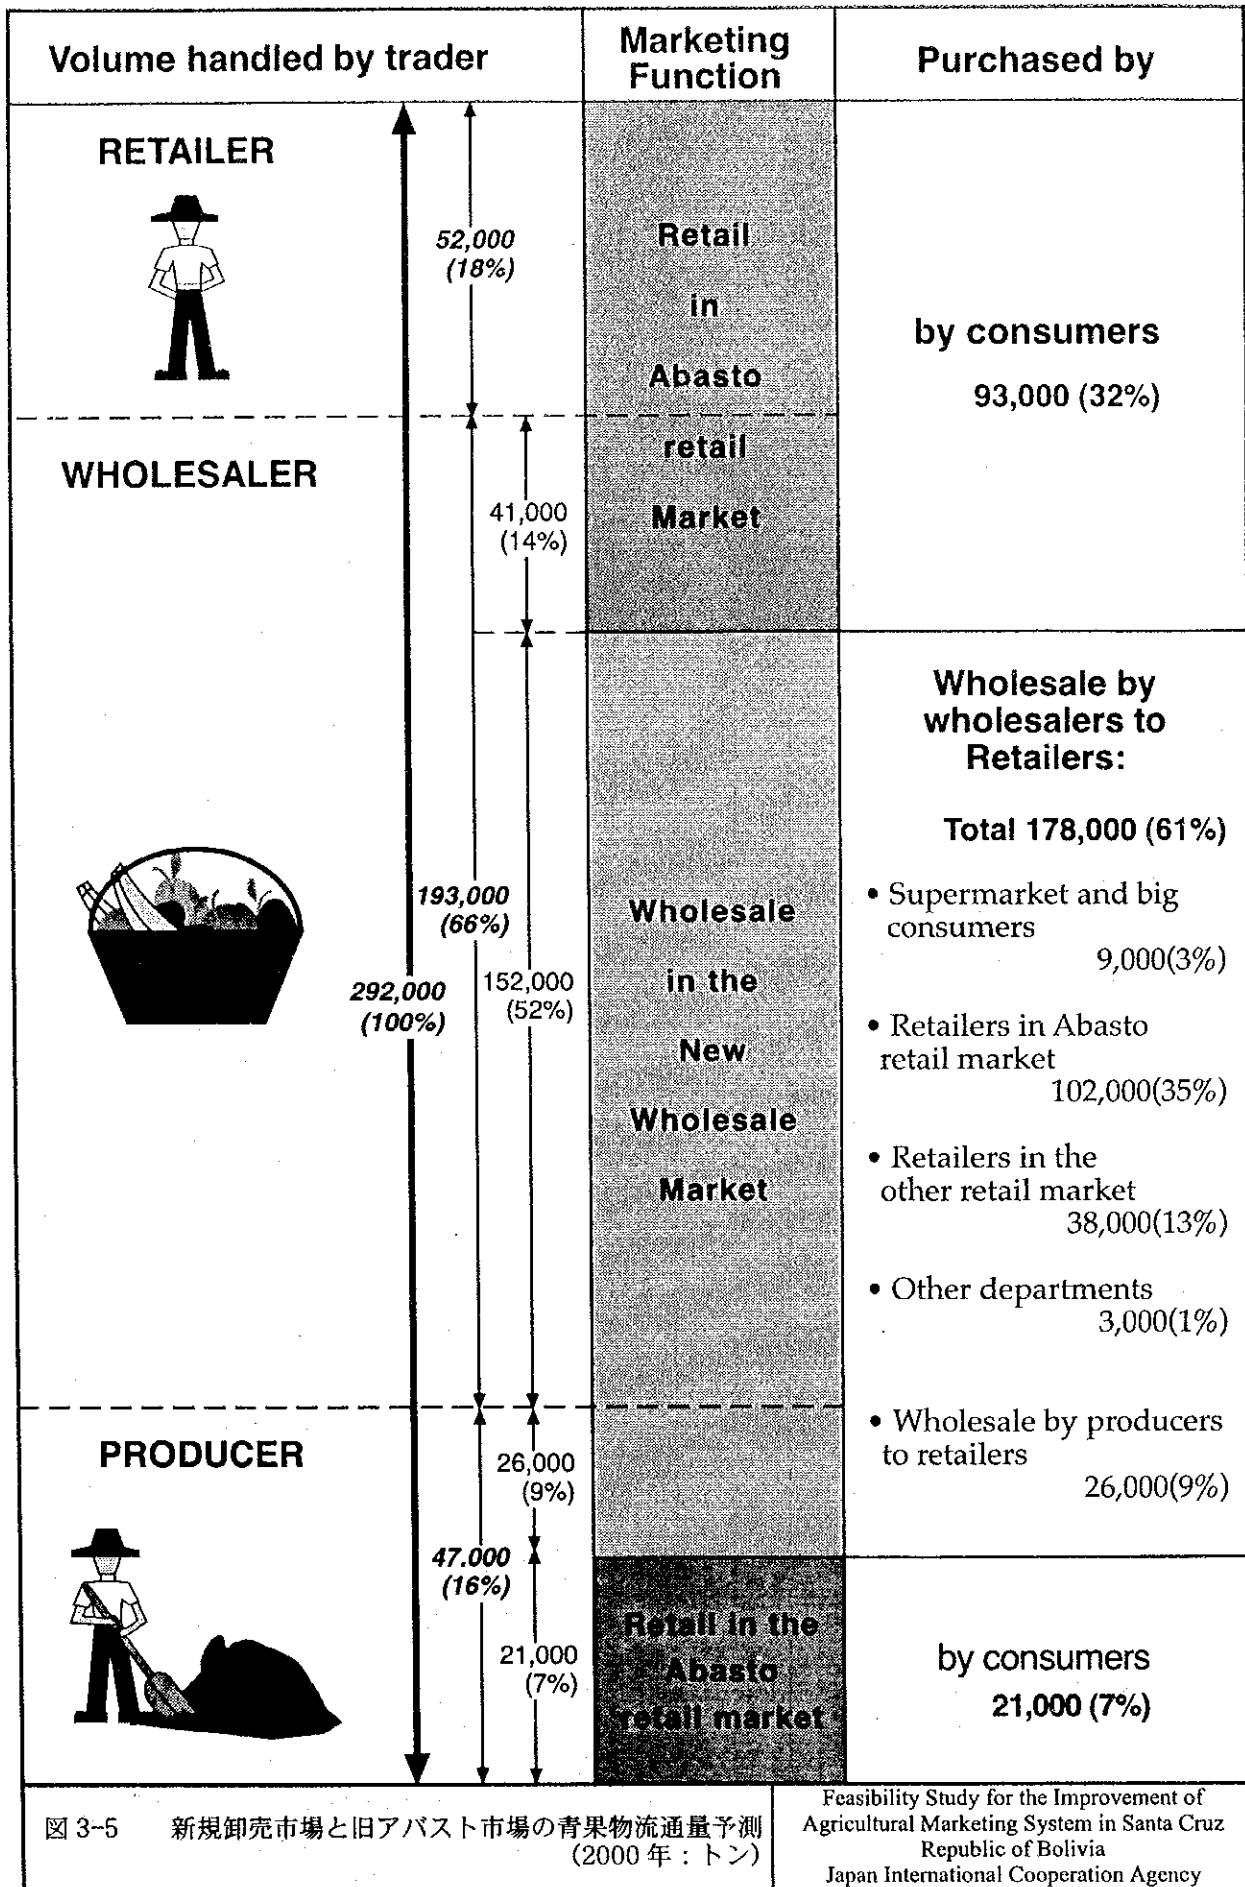 Volume handled by trader
Marketing
Function
Purchased by
RETAILER
52,000
(18%)
Retail
in
Abasto
retail
Market
by consumers
93,000 (32%)
WHOLESALER
41,000
(14%)
193,000
(66%)
292,000
(100%)
152,000
(52%)
Wholesale
in the
New
Wholesale
Market
Wholesale by
wholesalers to
Retailers:
Total 178,000 (61%)
• Supermarket and big
consumers
9,000(3%)
• Retailers in Abasto
retail market
102,000(35%)
• Retailers in the
other retail market
38,000(13%)
• Other departments
3,000(1%)
• Wholesale by producers
to retailers
26,000(9%)
PRODUCER
26,000
(9%)
47.000
(16%)
21,000
(7%)
Retail in the
Abasto
retail market
by consumers
21,000 (7%)
図 3-5 新規卸売市場と旧アバスト市場の青果物流通量予測
(2000 年：トン)
Feasibility Study for the Improvement of
Agricultural Marketing System in Santa Cruz
Republic of Bolivia
Japan International Cooperation Agency